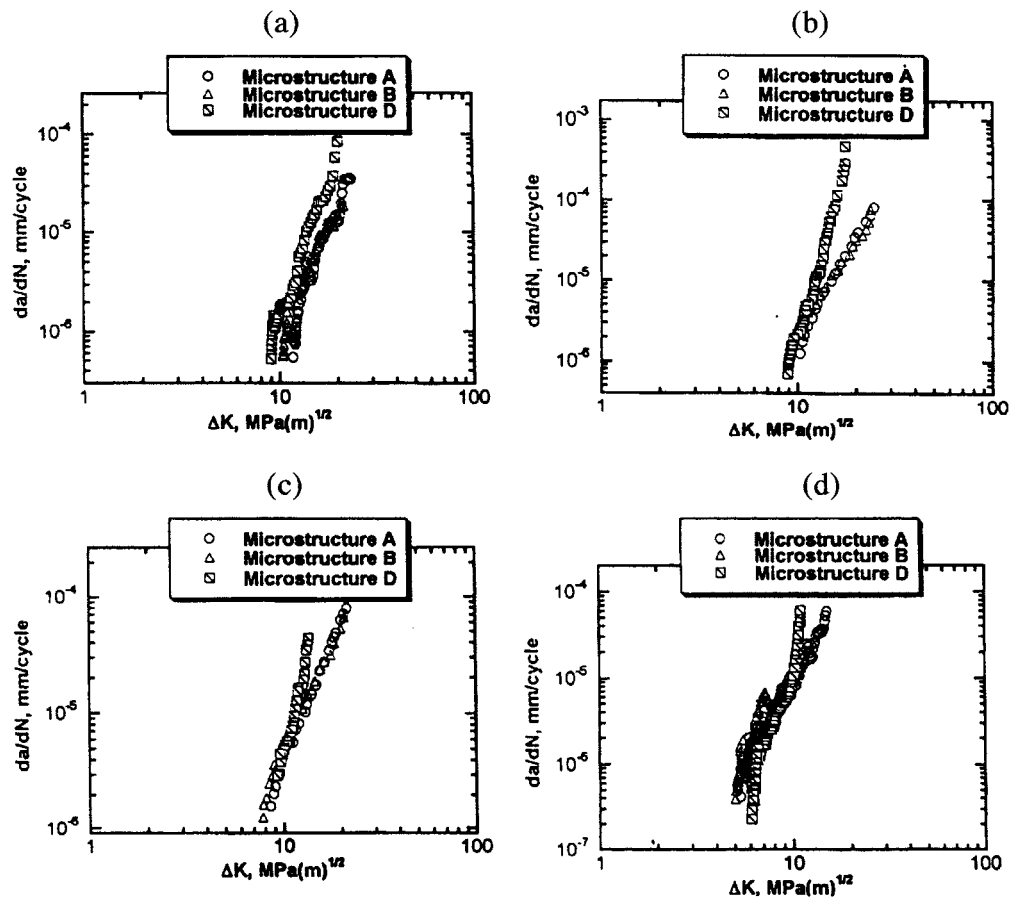 (a)
Microstructure A
Microstructure B
Microstructure D
10⁻⁴
10⁻⁵
10⁻⁶
da/dN, mm/cycle
1
10
100
ΔK, MPa(m)^1/2
(b)
Microstructure A
Microstructure B
Microstructure D
10⁻³
10⁻⁴
10⁻⁵
10⁻⁶
da/dN, mm/cycle
1
10
100
ΔK, MPa(m)^1/2
(c)
Microstructure A
Microstructure B
Microstructure D
10⁻⁴
10⁻⁵
10⁻⁶
da/dN, mm/cycle
1
10
100
ΔK, MPa(m)^1/2
(d)
Microstructure A
Microstructure B
Microstructure D
10⁻⁴
10⁻⁵
10⁻⁶
10⁻⁷
da/dN, mm/cycle
1
10
100
ΔK, MPa(m)^1/2